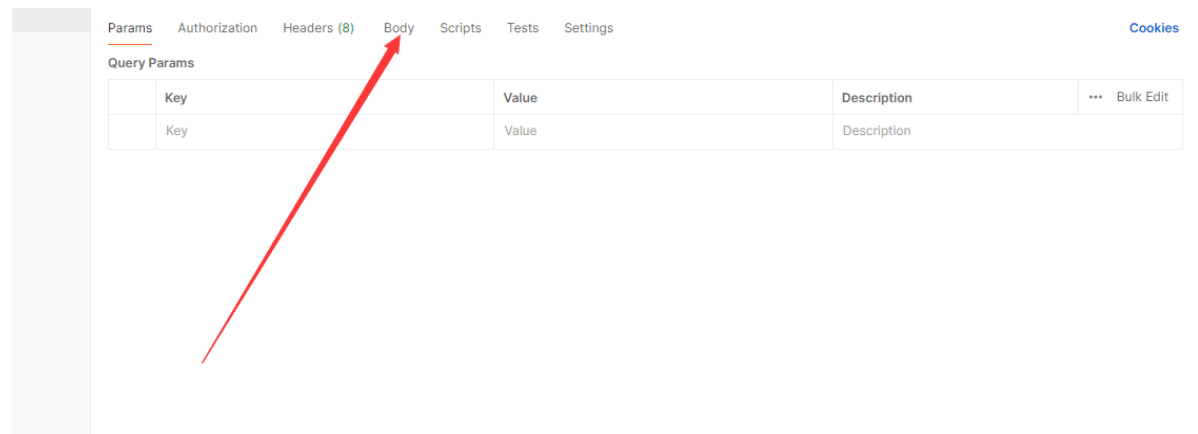 Params Authorization Headers (8) Body Scripts Tests Settings Cookies
Query Params
Key Value Description ••• Bulk Edit
Key Value Description